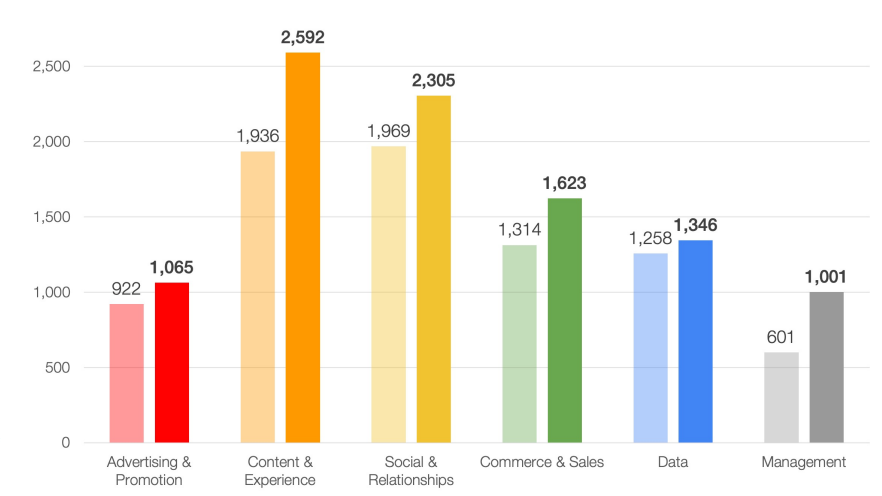 2,592
2,500
2,305
2,000
1,936
1,969
1,623
1,500
1,314
1,258
1,346
1,065
922
1,000
1,001
601
500
0
Advertising &
Promotion
Content &
Experience
Social &
Relationships
Commerce & Sales
Data
Management